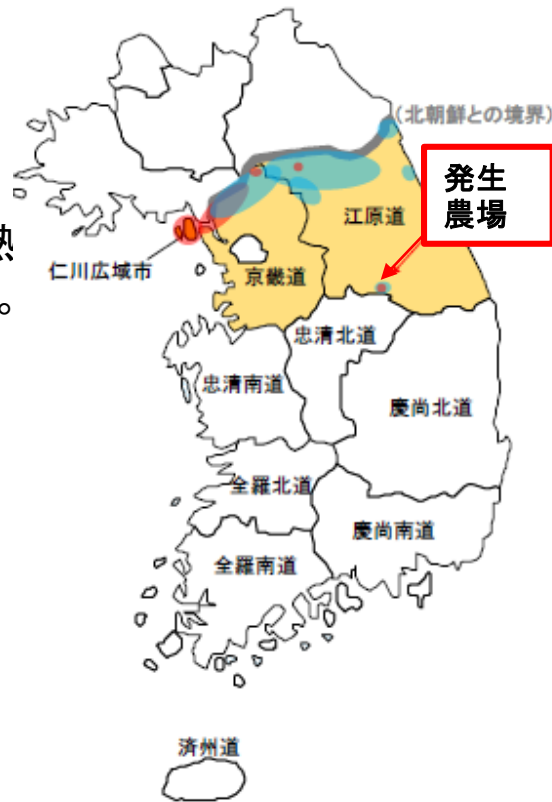 (北朝鮮との境界)
発生
農場
江原道
熱
仁川広域市
京畿道
。
忠清北道
忠清南道
慶尚北道
全羅北道
慶尚南道
全羅南道
済州道